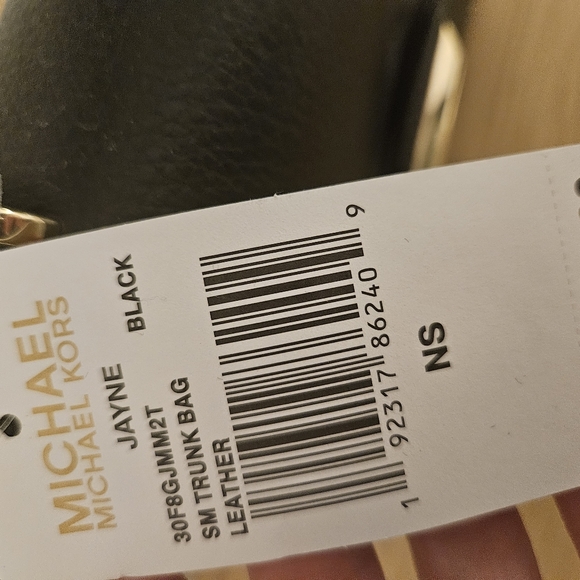 MICHAEL
MICHAEL KORS
JAYNE BLACK
30F8GJMM2T
SM TRUNK BAG
LEATHER
1 92317 86240 9
NS